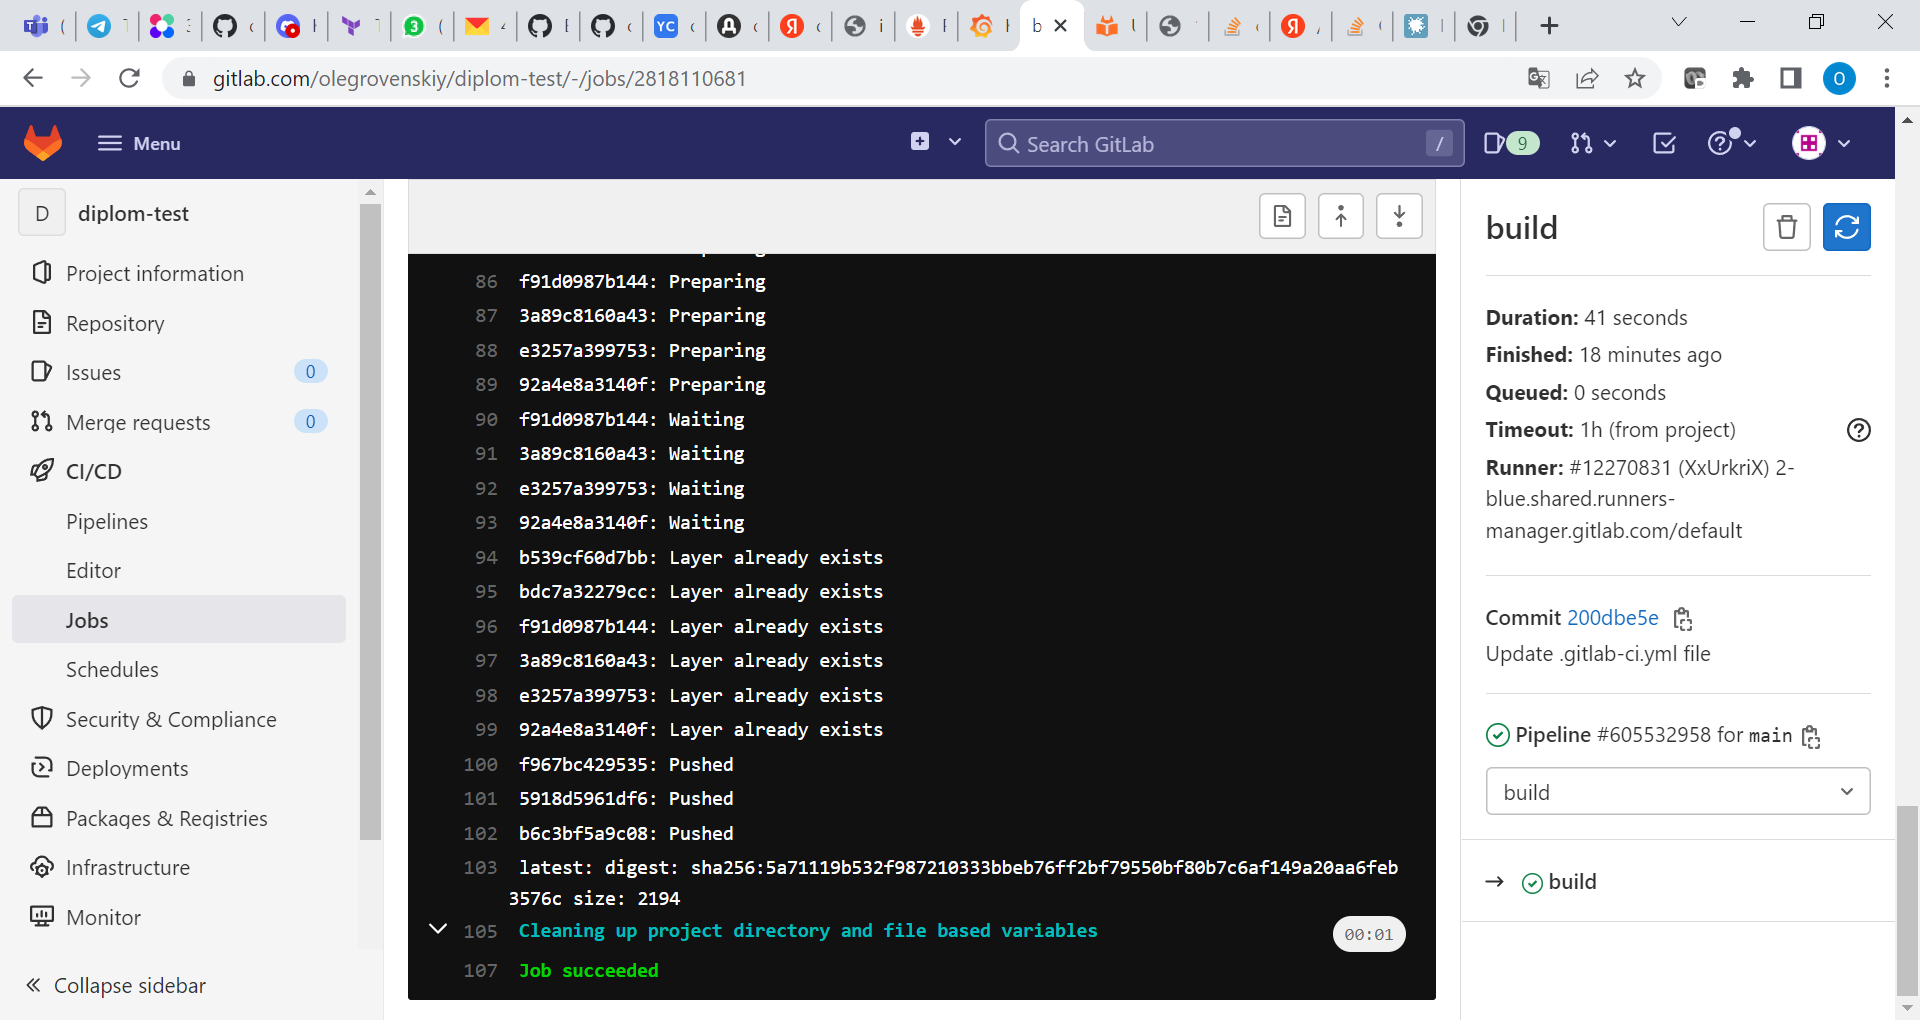 gitlab.com/olegrovenskiy/diplom-test/-/jobs/2818110681
O
Menu
Search GitLab
/
9
D
diplom-test
Project information
Repository
Issues
0
Merge requests
0
CI/CD
Pipelines
Editor
Jobs
Schedules
Security & Compliance
Deployments
Packages & Registries
Infrastructure
Monitor
Collapse sidebar
86 f91d0987b144: Preparing
87 3a89c8160a43: Preparing
88 e3257a399753: Preparing
89 92a4e8a3140f: Preparing
90 f91d0987b144: Waiting
91 3a89c8160a43: Waiting
92 e3257a399753: Waiting
93 92a4e8a3140f: Waiting
94 b539cf60d7bb: Layer already exists
95 bdc7a32279cc: Layer already exists
96 f91d0987b144: Layer already exists
97 3a89c8160a43: Layer already exists
98 e3257a399753: Layer already exists
99 92a4e8a3140f: Layer already exists
100 f967bc429535: Pushed
101 5918d5961df6: Pushed
102 b6c3bf5a9c08: Pushed
103 latest: digest: sha256:5a71119b532f987210333bbeb76ff2bf79550bf80b7c6af149a20aa6feb
3576c size: 2194
105 Cleaning up project directory and file based variables
00:01
107 Job succeeded
build
Duration: 41 seconds
Finished: 18 minutes ago
Queued: 0 seconds
Timeout: 1h (from project)
Runner: #12270831 (XxUrkriX) 2-
blue.shared.runners-
manager.gitlab.com/default
Commit 200dbe5e
Update .gitlab-ci.yml file
Pipeline #605532958 for main
build
build